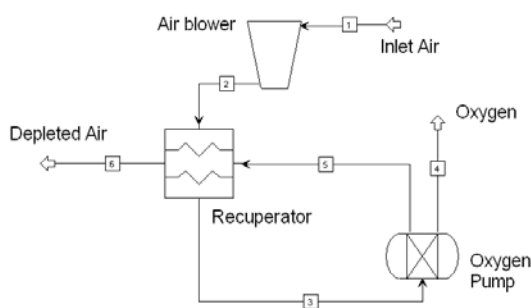 Air blower
1
Inlet Air
2
Oxygen
Depleted Air
6
5
4
Recuperator
Oxygen
Pump
3